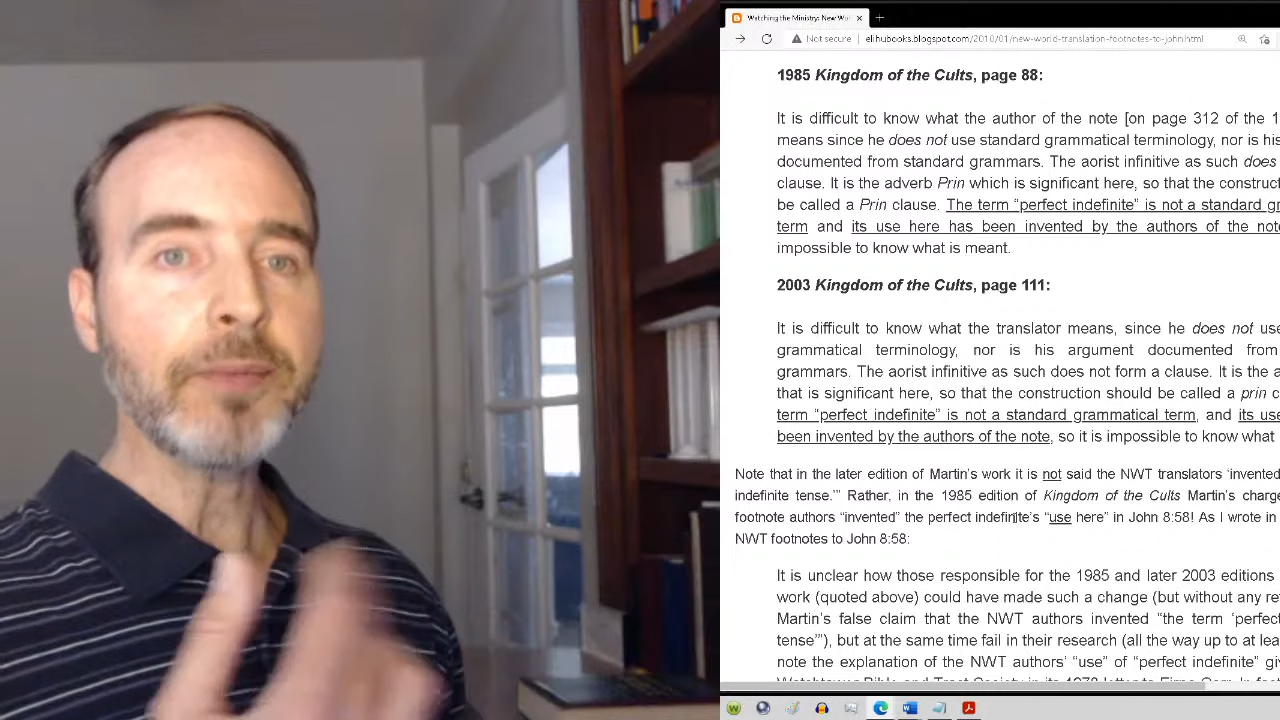 Watching the Ministry: New Wo
Not secure | elihubooks.blogspot.com/2010/01/new-world-translation-footnotes-to-john.html
1985 Kingdom of the Cults, page 88:
It is difficult to know what the author of the note [on page 312 of the 1
means since he does not use standard grammatical terminology, nor is his
documented from standard grammars. The aorist infinitive as such does
clause. It is the adverb Prin which is significant here, so that the construct
be called a Prin clause. The term “perfect indefinite” is not a standard gr
term and its use here has been invented by the authors of the note
impossible to know what is meant.
2003 Kingdom of the Cults, page 111:
It is difficult to know what the translator means, since he does not use
grammatical terminology, nor is his argument documented from
grammars. The aorist infinitive as such does not form a clause. It is the a
that is significant here, so that the construction should be called a prin c
term “perfect indefinite” is not a standard grammatical term, and its us
been invented by the authors of the note, so it is impossible to know what
Note that in the later edition of Martin’s work it is not said the NWT translators ‘invented
indefinite tense.’” Rather, in the 1985 edition of Kingdom of the Cults Martin’s charg
footnote authors “invented” the perfect indefinite’s “use here” in John 8:58! As I wrote in
NWT footnotes to John 8:58:
It is unclear how those responsible for the 1985 and later 2003 editions
work (quoted above) could have made such a change (but without any re
Martin’s false claim that the NWT authors invented “the term ‘perfec
tense’”), but at the same time fail in their research (all the way up to at lea
note the explanation of the NWT authors’ “use” of “perfect indefinite” gi